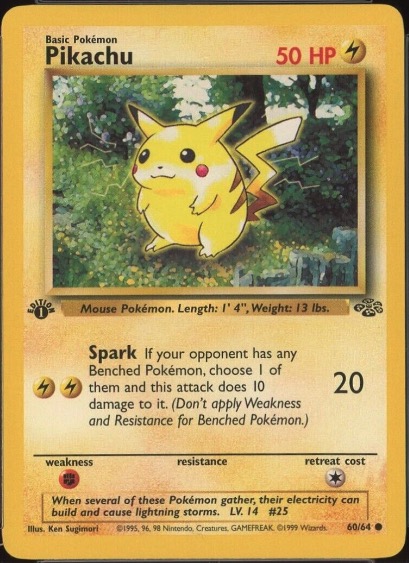 Basic Pokémon
Pikachu 50 HP
Mouse Pokémon. Length: 1' 4", Weight: 13 lbs.
EDITION
1
Spark If your opponent has any
Benched Pokémon, choose 1 of
them and this attack does 10
damage to it. (Don't apply Weakness
and Resistance for Benched Pokémon.)
20
weakness resistance retreat cost
When several of these Pokémon gather, their electricity can
build and cause lightning storms. LV. 14 #25
Illus. Ken Sugimori ©1995, 96, 98 Nintendo, Creatures, GAMEFREAK. ©1999 Wizards. 60/64